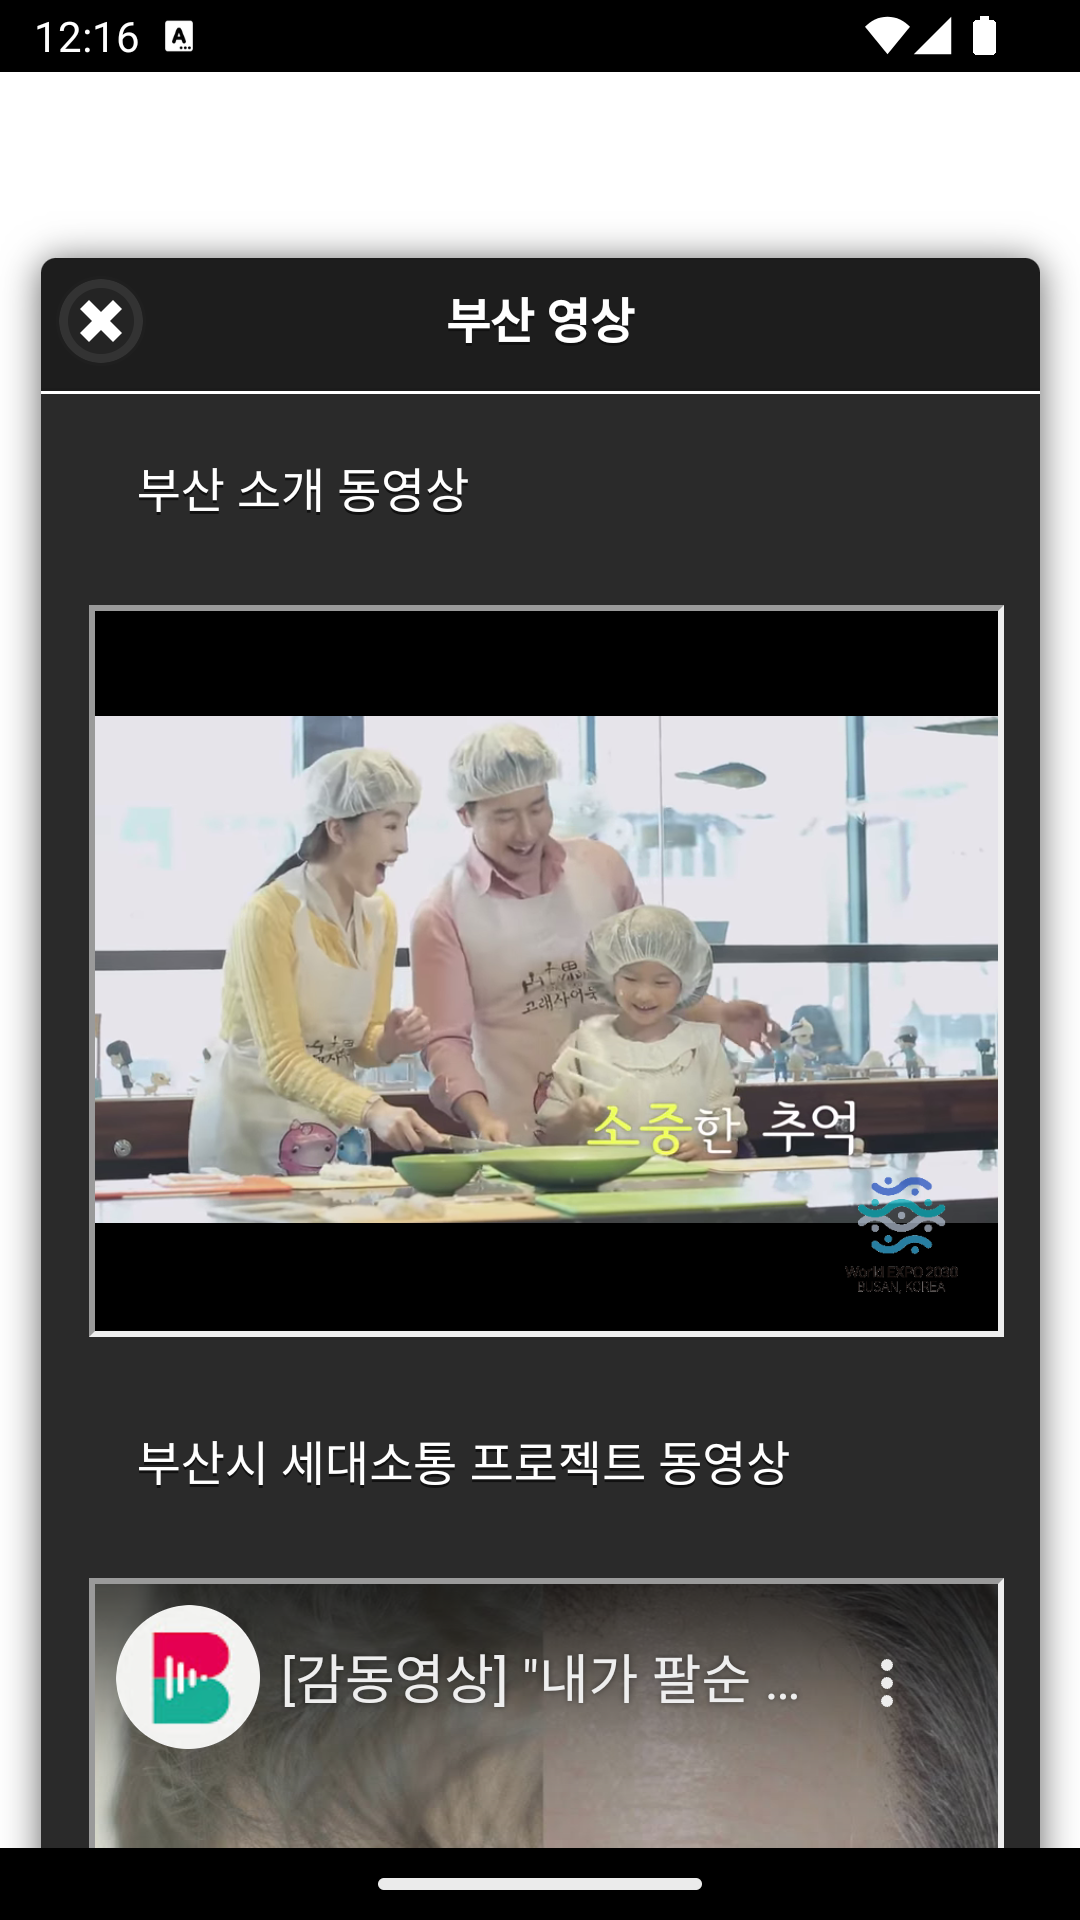 12:16
부산 영상
부산 소개 동영상
고래사어묵
소중한 추억
World EXPO 2030
BUSAN, KOREA
부산시 세대소통 프로젝트 동영상
[감동영상] "내가 팔순 ...